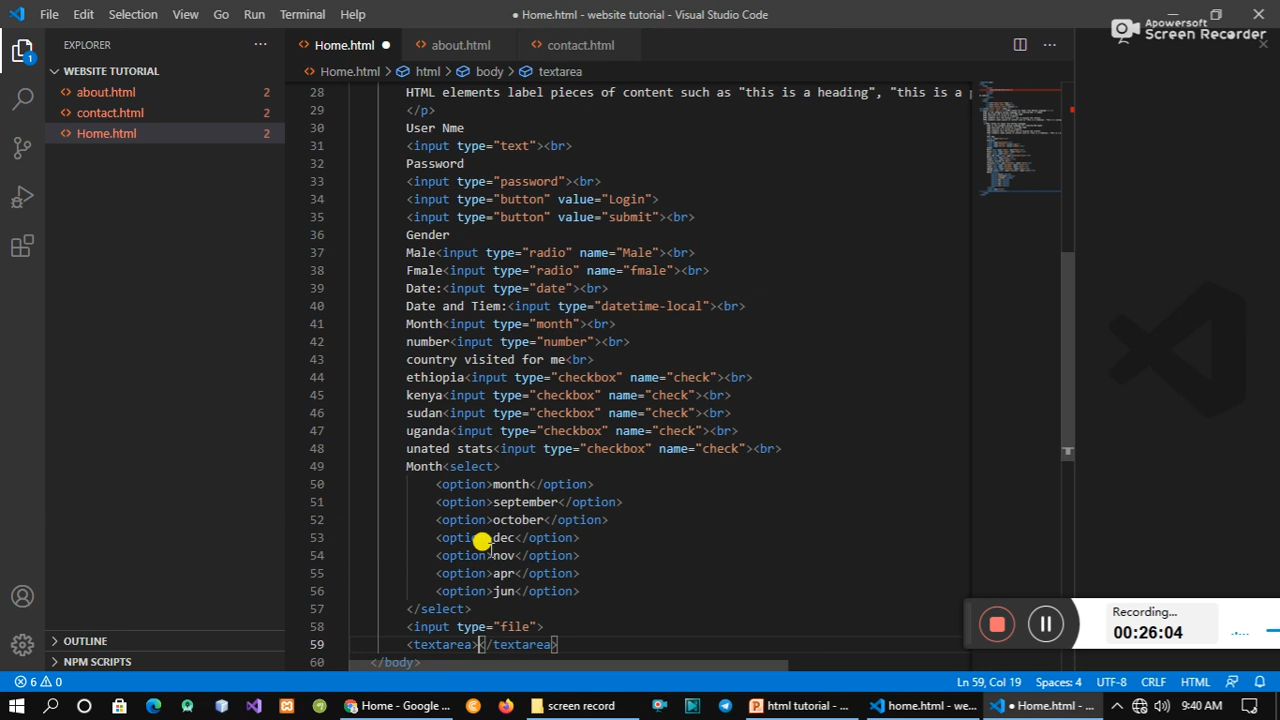 File Edit Selection View Go Run Terminal Help
● Home.html - website tutorial - Visual Studio Code
Apowersoft
Screen Recorder
EXPLORER
Home.html
about.html
contact.html
WEBSITE TUTORIAL
Home.html > html > body > textarea
about.html 2
contact.html 2
Home.html 2
1
28 HTML elements label pieces of content such as "this is a heading", "this is a p
29 </p>
30 User Nme
31 <input type="text"><br>
32 Password
33 <input type="password"><br>
34 <input type="button" value="Login">
35 <input type="button" value="submit"><br>
36 Gender
37 Male<input type="radio" name="Male"><br>
38 Fmale<input type="radio" name="fmale"><br>
39 Date:<input type="date"><br>
40 Date and Tiem:<input type="datetime-local"><br>
41 Month<input type="month"><br>
42 number<input type="number"><br>
43 country visited for me<br>
44 ethiopia<input type="checkbox" name="check"><br>
45 kenya<input type="checkbox" name="check"><br>
46 sudan<input type="checkbox" name="check"><br>
47 uganda<input type="checkbox" name="check"><br>
48 unated stats<input type="checkbox" name="check"><br>
49 Month<select>
50 <option>month</option>
51 <option>september</option>
52 <option>october</option>
53 <option>dec</option>
54 <option>nov</option>
55 <option>apr</option>
56 <option>jun</option>
57 </select>
58 <input type="file">
59 <textarea></textarea>
60 </body>
OUTLINE
NPM SCRIPTS
Recording...
00:26:04
6 0
Ln 59, Col 19 Spaces: 4 UTF-8 CRLF HTML
Home - Google ...
screen record
html tutorial - ...
home.html - we...
● Home.html - ...
9:40 AM